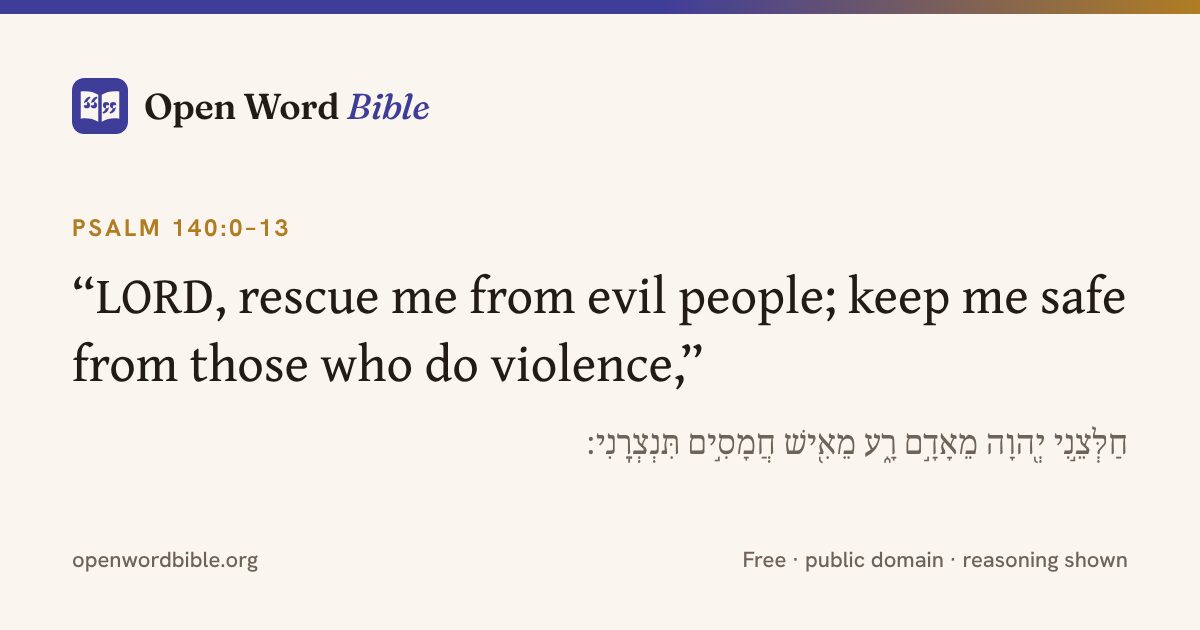 Open Word Bible
PSALM 140:0–13
“LORD, rescue me from evil people; keep me safe
from those who do violence,”
חַלְּצֵ֣נִי יְ֭הוָה מֵאָדָ֣ם רָ֑ע מֵאִ֖ישׁ חֲמָסִ֣ים תִּנְצְרֵֽנִי׃
openwordbible.org
Free · public domain · reasoning shown